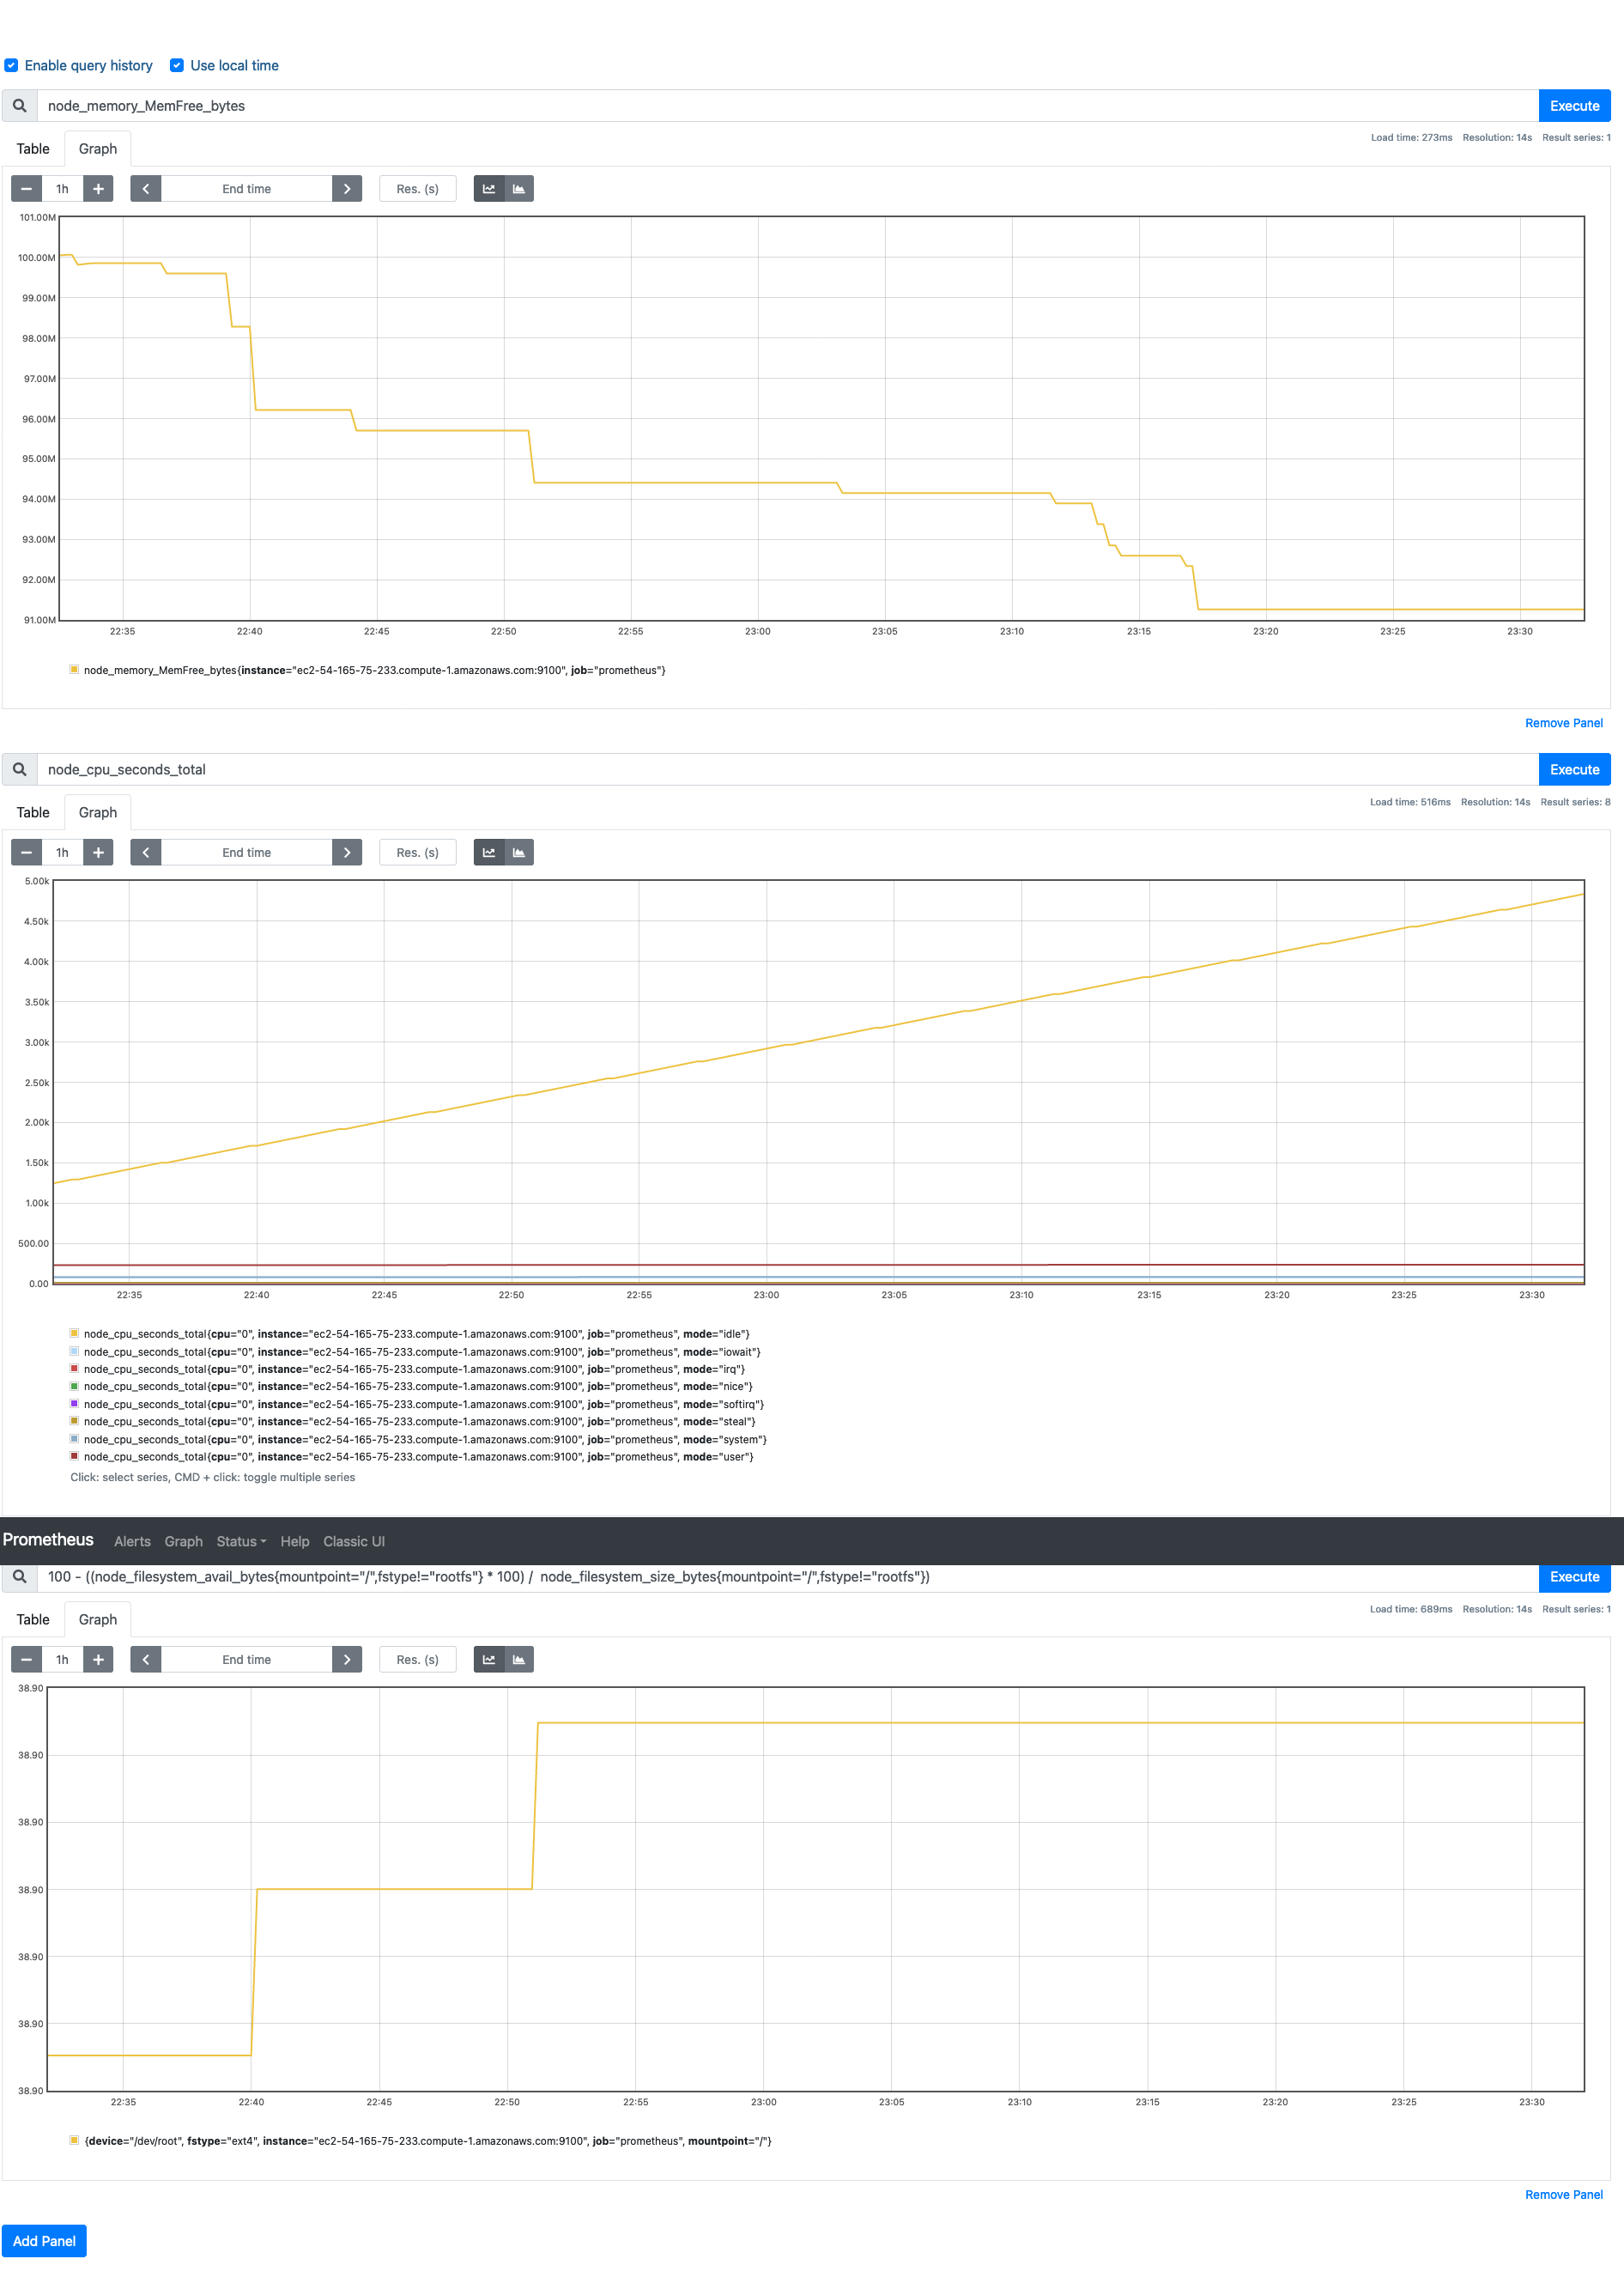 Enable query history Use local time
node_memory_MemFree_bytes Execute
Table Graph Load time: 273ms Resolution: 14s Result series: 1
1h End time Res. (s)
101.00M
100.00M
99.00M
98.00M
97.00M
96.00M
95.00M
94.00M
93.00M
92.00M
91.00M
22:35 22:40 22:45 22:50 22:55 23:00 23:05 23:10 23:15 23:20 23:25 23:30
node_memory_MemFree_bytes{instance="ec2-54-165-75-233.compute-1.amazonaws.com:9100", job="prometheus"}
Remove Panel
node_cpu_seconds_total Execute
Table Graph Load time: 516ms Resolution: 14s Result series: 8
1h End time Res. (s)
5.00k
4.50k
4.00k
3.50k
3.00k
2.50k
2.00k
1.50k
1.00k
500.00
0.00
22:35 22:40 22:45 22:50 22:55 23:00 23:05 23:10 23:15 23:20 23:25 23:30
node_cpu_seconds_total{cpu="0", instance="ec2-54-165-75-233.compute-1.amazonaws.com:9100", job="prometheus", mode="idle"}
node_cpu_seconds_total{cpu="0", instance="ec2-54-165-75-233.compute-1.amazonaws.com:9100", job="prometheus", mode="iowait"}
node_cpu_seconds_total{cpu="0", instance="ec2-54-165-75-233.compute-1.amazonaws.com:9100", job="prometheus", mode="irq"}
node_cpu_seconds_total{cpu="0", instance="ec2-54-165-75-233.compute-1.amazonaws.com:9100", job="prometheus", mode="nice"}
node_cpu_seconds_total{cpu="0", instance="ec2-54-165-75-233.compute-1.amazonaws.com:9100", job="prometheus", mode="softirq"}
node_cpu_seconds_total{cpu="0", instance="ec2-54-165-75-233.compute-1.amazonaws.com:9100", job="prometheus", mode="steal"}
node_cpu_seconds_total{cpu="0", instance="ec2-54-165-75-233.compute-1.amazonaws.com:9100", job="prometheus", mode="system"}
node_cpu_seconds_total{cpu="0", instance="ec2-54-165-75-233.compute-1.amazonaws.com:9100", job="prometheus", mode="user"}
Click: select series, CMD + click: toggle multiple series
Prometheus Alerts Graph Status Help Classic UI
100 - ((node_filesystem_avail_bytes{mountpoint="/",fstype!="rootfs"} * 100) / node_filesystem_size_bytes{mountpoint="/",fstype!="rootfs"}) Execute
Table Graph Load time: 689ms Resolution: 14s Result series: 1
1h End time Res. (s)
38.90
38.90
38.90
38.90
38.90
38.90
38.90
22:35 22:40 22:45 22:50 22:55 23:00 23:05 23:10 23:15 23:20 23:25 23:30
{device="/dev/root", fstype="ext4", instance="ec2-54-165-75-233.compute-1.amazonaws.com:9100", job="prometheus", mountpoint="/"}
Remove Panel
Add Panel